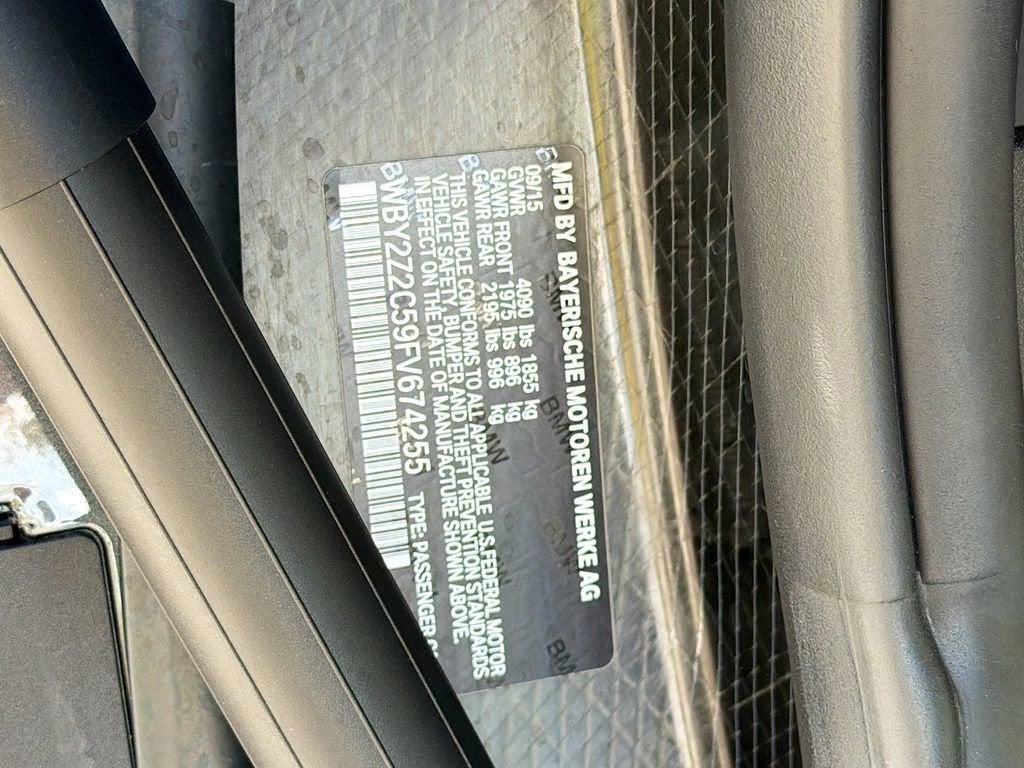 MFD BY BAYERISCHE MOTOREN WERKE AG
09/15
GVWR 4090 lbs 1855 kg
GAWR FRONT 1975 lbs 896 kg
GAWR REAR 2195 lbs 996 kg
THIS VEHICLE CONFORMS TO ALL APPLICABLE U.S.FEDERAL MOTOR
VEHICLE SAFETY, BUMPER AND THEFT PREVENTION STANDARDS
IN EFFECT ON THE DATE OF MANUFACTURE SHOWN ABOVE.
WBY2Z2C59FV674255 TYPE: PASSENGER